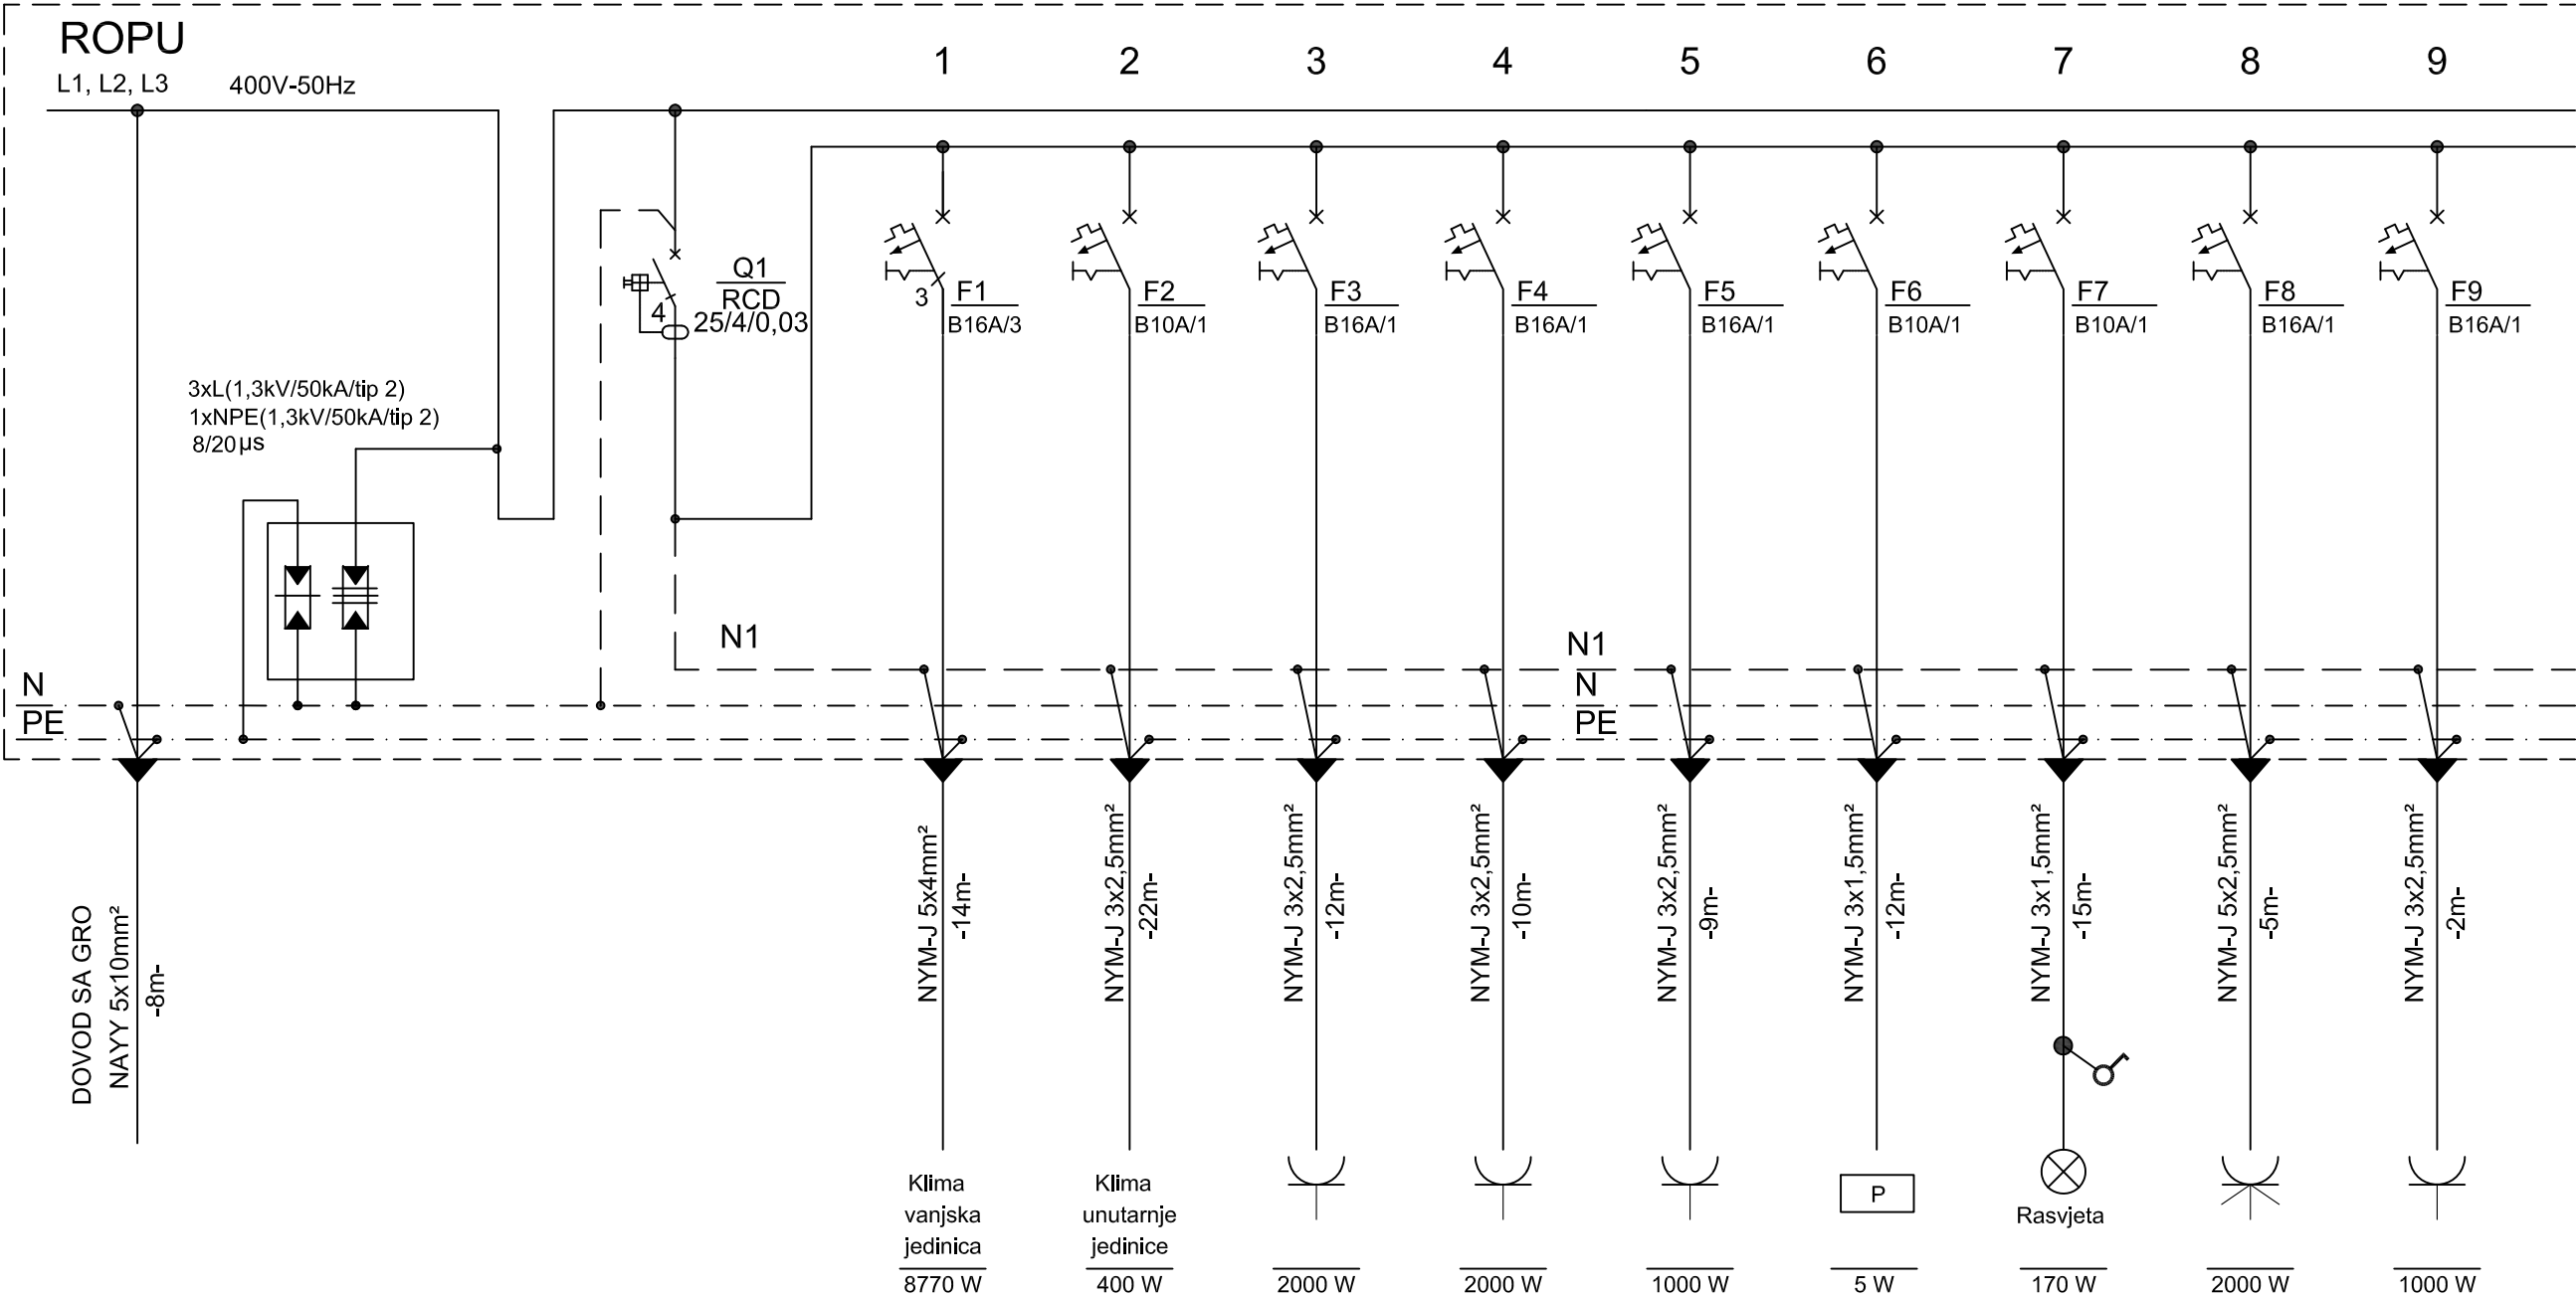 ROPU
L1, L2, L3
400V-50Hz
1
2
3
4
5
6
7
8
9
Q1
RCD
25/4/0,03
4
3
F1
B16A/3
F2
B10A/1
F3
B16A/1
F4
B16A/1
F5
B16A/1
F6
B10A/1
F7
B10A/1
F8
B16A/1
F9
B16A/1
3xL(1,3kV/50kA/tip 2)
1xNPE(1,3kV/50kA/tip 2)
8/20µs
N1
N1
N
PE
N
PE
DOVOD SA GRO
NAYY 5x10mm²
-8m-
NYM-J 5x4mm²
-14m-
NYM-J 3x2,5mm²
-22m-
NYM-J 3x2,5mm²
-12m-
NYM-J 3x2,5mm²
-10m-
NYM-J 3x2,5mm²
-9m-
NYM-J 3x1,5mm²
-12m-
NYM-J 3x1,5mm²
-15m-
NYM-J 5x2,5mm²
-5m-
NYM-J 3x2,5mm²
-2m-
Klima
vanjska
jedinica
8770 W
Klima
unutarnje
jedinice
400 W
2000 W
2000 W
1000 W
P
5 W
Rasvjeta
170 W
2000 W
1000 W